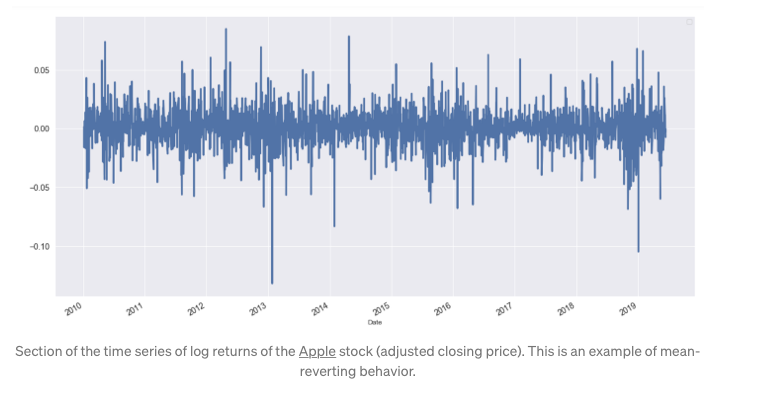 0.05
0.00
−0.05
−0.10
2010 2011 2012 2013 2014 2015 2016 2017 2018 2019
Date
Section of the time series of log returns of the Apple stock (adjusted closing price). This is an example of mean-
reverting behavior.